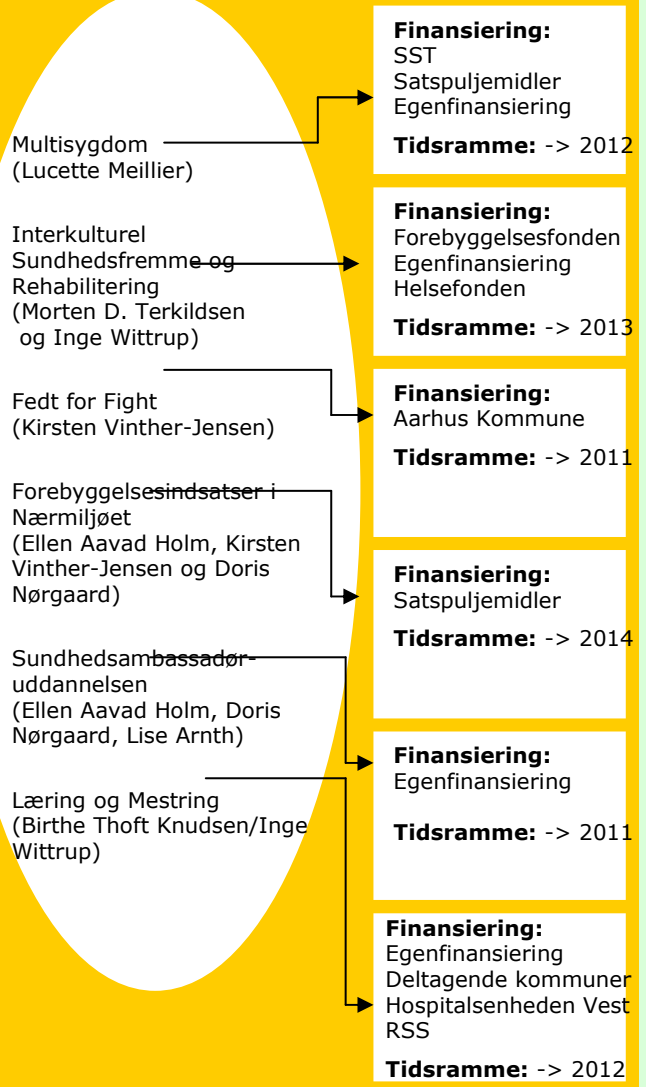 Multisygdom
(Lucette Meillier)
Interkulturel
Sundhedsfremme og
Rehabilitering
(Morten D. Terkildsen
og Inge Wittrup)
Fedt for Fight
(Kirsten Vinther-Jensen)
Forebyggelsesindsatser i
Nærmiljøet
(Ellen Aavad Holm, Kirsten
Vinther-Jensen og Doris
Nørgaard)
Sundhedsambassadør-
uddannelsen
(Ellen Aavad Holm, Doris
Nørgaard, Lise Arnth)
Læring og Mestring
(Birthe Thoft Knudsen/Inge
Wittrup)
Finansiering:
SST
Satspuljemidler
Egenfinansiering
Tidsramme: -> 2012
Finansiering:
Forebyggelsesfonden
Egenfinansiering
Helsefonden
Tidsramme: -> 2013
Finansiering:
Aarhus Kommune
Tidsramme: -> 2011
Finansiering:
Satspuljemidler
Tidsramme: -> 2014
Finansiering:
Egenfinansiering
Tidsramme: -> 2011
Finansiering:
Egenfinansiering
Deltagende kommuner
Hospitalsenheden Vest
RSS
Tidsramme: -> 2012